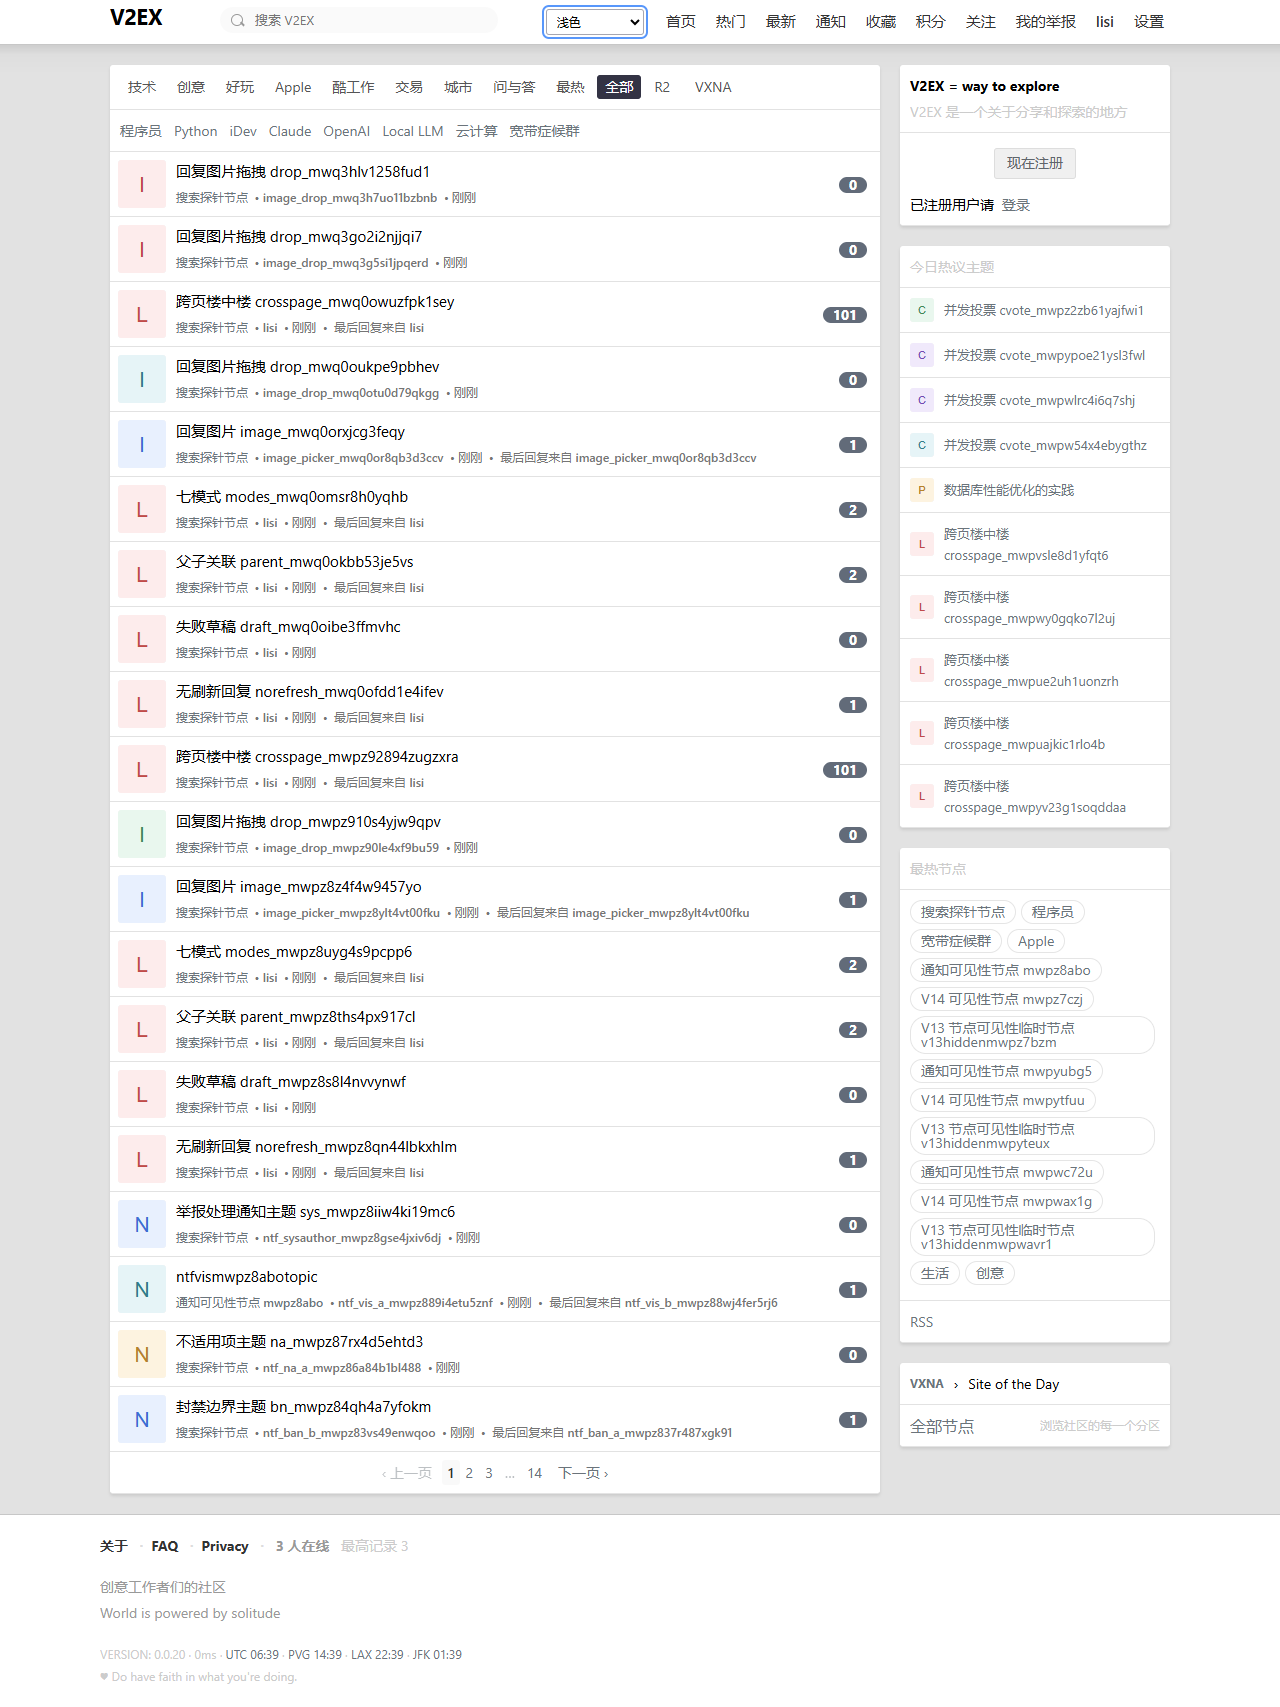 V2EX
搜索 V2EX
浅色
首页 热门 最新 通知 收藏 积分 关注 我的举报 lisi 设置
技术 创意 好玩 Apple 酷工作 交易 城市 问与答 最热 全部 R2 VXNA
程序员 Python iDev Claude OpenAI Local LLM 云计算 宽带症候群
I
回复图片拖拽 drop_mwq3hlv1258fud1
搜索探针节点 • image_drop_mwq3h7uo11bzbnb • 刚刚
0
I
回复图片拖拽 drop_mwq3go2i2njjqi7
搜索探针节点 • image_drop_mwq3g5si1jpqerd • 刚刚
0
L
跨页楼中楼 crosspage_mwq0owuzfpk1sey
搜索探针节点 • lisi • 刚刚 • 最后回复来自 lisi
101
I
回复图片拖拽 drop_mwq0oukpe9pbhev
搜索探针节点 • image_drop_mwq0otu0d79qkgg • 刚刚
0
I
回复图片 image_mwq0orxjcg3feqy
搜索探针节点 • image_picker_mwq0or8qb3d3ccv • 刚刚 • 最后回复来自 image_picker_mwq0or8qb3d3ccv
1
L
七模式 modes_mwq0omsr8h0yqhb
搜索探针节点 • lisi • 刚刚 • 最后回复来自 lisi
2
L
父子关联 parent_mwq0okbb53je5vs
搜索探针节点 • lisi • 刚刚 • 最后回复来自 lisi
2
L
失败草稿 draft_mwq0oibe3ffmvhc
搜索探针节点 • lisi • 刚刚
0
L
无刷新回复 norefresh_mwq0ofdd1e4ifev
搜索探针节点 • lisi • 刚刚 • 最后回复来自 lisi
1
L
跨页楼中楼 crosspage_mwpz92894zugzxra
搜索探针节点 • lisi • 刚刚 • 最后回复来自 lisi
101
I
回复图片拖拽 drop_mwpz910s4yjw9qpv
搜索探针节点 • image_drop_mwpz90le4xf9bu59 • 刚刚
0
I
回复图片 image_mwpz8z4f4w9457yo
搜索探针节点 • image_picker_mwpz8ylt4vt00fku • 刚刚 • 最后回复来自 image_picker_mwpz8ylt4vt00fku
1
L
七模式 modes_mwpz8uyg4s9pcpp6
搜索探针节点 • lisi • 刚刚 • 最后回复来自 lisi
2
L
父子关联 parent_mwpz8ths4px917cl
搜索探针节点 • lisi • 刚刚 • 最后回复来自 lisi
2
L
失败草稿 draft_mwpz8s8l4nvvynwf
搜索探针节点 • lisi • 刚刚
0
L
无刷新回复 norefresh_mwpz8qn44lbkxhlm
搜索探针节点 • lisi • 刚刚 • 最后回复来自 lisi
1
N
举报处理通知主题 sys_mwpz8iiw4ki19mc6
搜索探针节点 • ntf_sysauthor_mwpz8gse4jxiv6dj • 刚刚
0
N
ntfvismwpz8abotopic
通知可见性节点 mwpz8abo • ntf_vis_a_mwpz889i4etu5znf • 刚刚 • 最后回复来自 ntf_vis_b_mwpz88wj4fer5rj6
1
N
不适用项主题 na_mwpz87rx4d5ehtd3
搜索探针节点 • ntf_na_a_mwpz86a84b1bl488 • 刚刚
0
N
封禁边界主题 bn_mwpz84qh4a7yfokm
搜索探针节点 • ntf_ban_b_mwpz83vs49enwqoo • 刚刚 • 最后回复来自 ntf_ban_a_mwpz837r487xgk91
1
‹ 上一页 1 2 3 ... 14 下一页 ›
V2EX = way to explore
V2EX 是一个关于分享和探索的地方
现在注册
已注册用户请 登录
今日热议主题
C 并发投票 cvote_mwpz2zb61yajfwi1
C 并发投票 cvote_mwpypoe21ysl3fwl
C 并发投票 cvote_mwpwlrc4i6q7shj
C 并发投票 cvote_mwpw54x4ebygthz
P 数据库性能优化的实践
L 跨页楼中楼
crosspage_mwpvsle8d1yfqt6
L 跨页楼中楼
crosspage_mwpwy0gqko7l2uj
L 跨页楼中楼
crosspage_mwpue2uh1uonzrh
L 跨页楼中楼
crosspage_mwpuajkic1rlo4b
L 跨页楼中楼
crosspage_mwpyv23g1soqddaa
最热节点
搜索探针节点 程序员
宽带症候群 Apple
通知可见性节点 mwpz8abo
V14 可见性节点 mwpz7czj
V13 节点可见性临时节点
v13hiddenmwpz7bzm
通知可见性节点 mwpyubg5
V14 可见性节点 mwpytfuu
V13 节点可见性临时节点
v13hiddenmwpyteux
通知可见性节点 mwpwc72u
V14 可见性节点 mwpwax1g
V13 节点可见性临时节点
v13hiddenmwpwavr1
生活 创意
RSS
VXNA › Site of the Day
全部节点 浏览社区的每一个分区
关于 · FAQ · Privacy · 3 人在线 最高记录 3
创意工作者们的社区
World is powered by solitude
VERSION: 0.0.20 · 0ms · UTC 06:39 · PVG 14:39 · LAX 22:39 · JFK 01:39
♥ Do have faith in what you're doing.